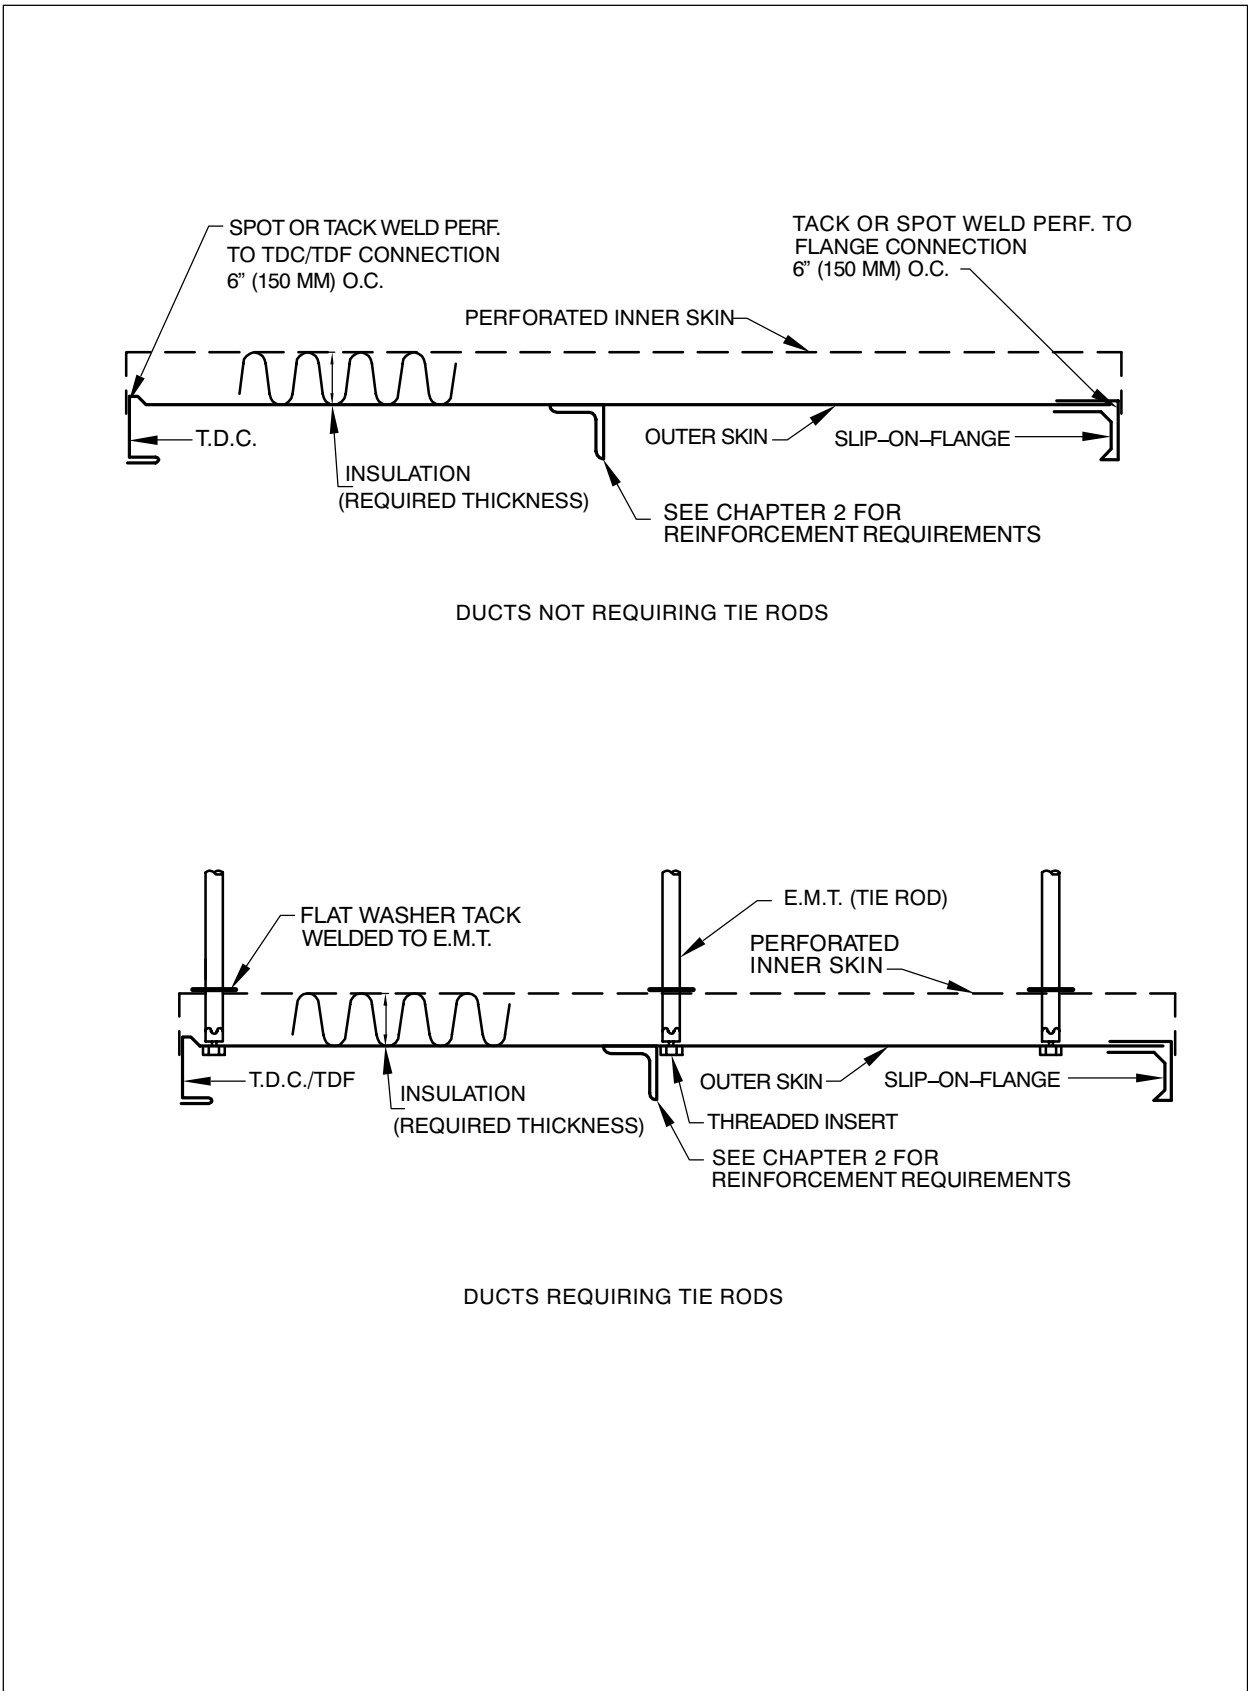 SPOT OR TACK WELD PERF.
TO TDC/TDF CONNECTION
6” (150 MM) O.C.
TACK OR SPOT WELD PERF. TO
FLANGE CONNECTION
6” (150 MM) O.C.
PERFORATED INNER SKIN
T.D.C.
OUTER SKIN
SLIP–ON–FLANGE
INSULATION
(REQUIRED THICKNESS)
SEE CHAPTER 2 FOR
REINFORCEMENT REQUIREMENTS
DUCTS NOT REQUIRING TIE RODS
FLAT WASHER TACK
WELDED TO E.M.T.
E.M.T. (TIE ROD)
PERFORATED
INNER SKIN
T.D.C./TDF
INSULATION
(REQUIRED THICKNESS)
OUTER SKIN
SLIP–ON–FLANGE
THREADED INSERT
SEE CHAPTER 2 FOR
REINFORCEMENT REQUIREMENTS
DUCTS REQUIRING TIE RODS